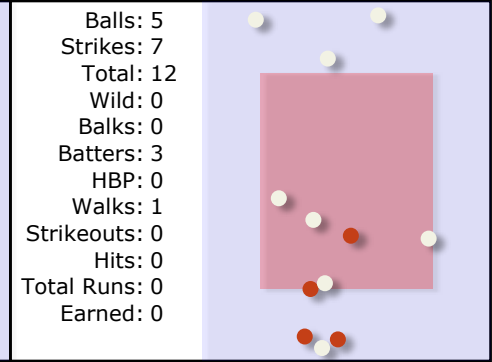 Balls: 5
Strikes: 7
Total: 12
Wild: 0
Balks: 0
Batters: 3
HBP: 0
Walks: 1
Strikeouts: 0
Hits: 0
Total Runs: 0
Earned: 0